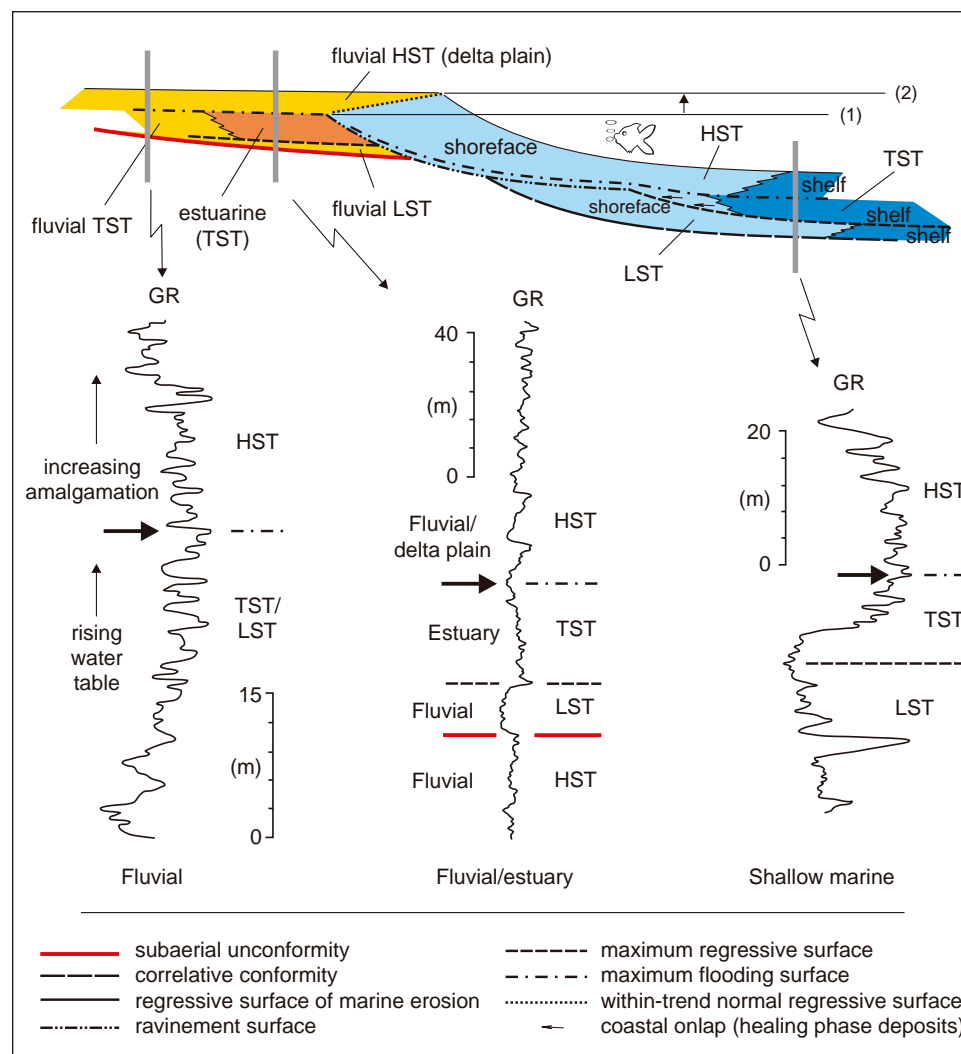 fluvial HST (delta plain)
(2)
(1)
HST
TST
shoreface
shelf
shoreface
shelf
shelf
fluvial TST
estuarine
(TST)
fluvial LST
LST
GR
GR
GR
40
(m)
0
20
(m)
0
HST
increasing
amalgamation
TST/
LST
rising
water
table
15
(m)
0
HST
Fluvial/
delta plain
Estuary
TST
Fluvial
LST
Fluvial
HST
HST
TST
LST
Fluvial
Fluvial/estuary
Shallow marine
subaerial unconformity
correlative conformity
regressive surface of marine erosion
ravinement surface
maximum regressive surface
maximum flooding surface
within-trend normal regressive surface
coastal onlap (healing phase deposits)